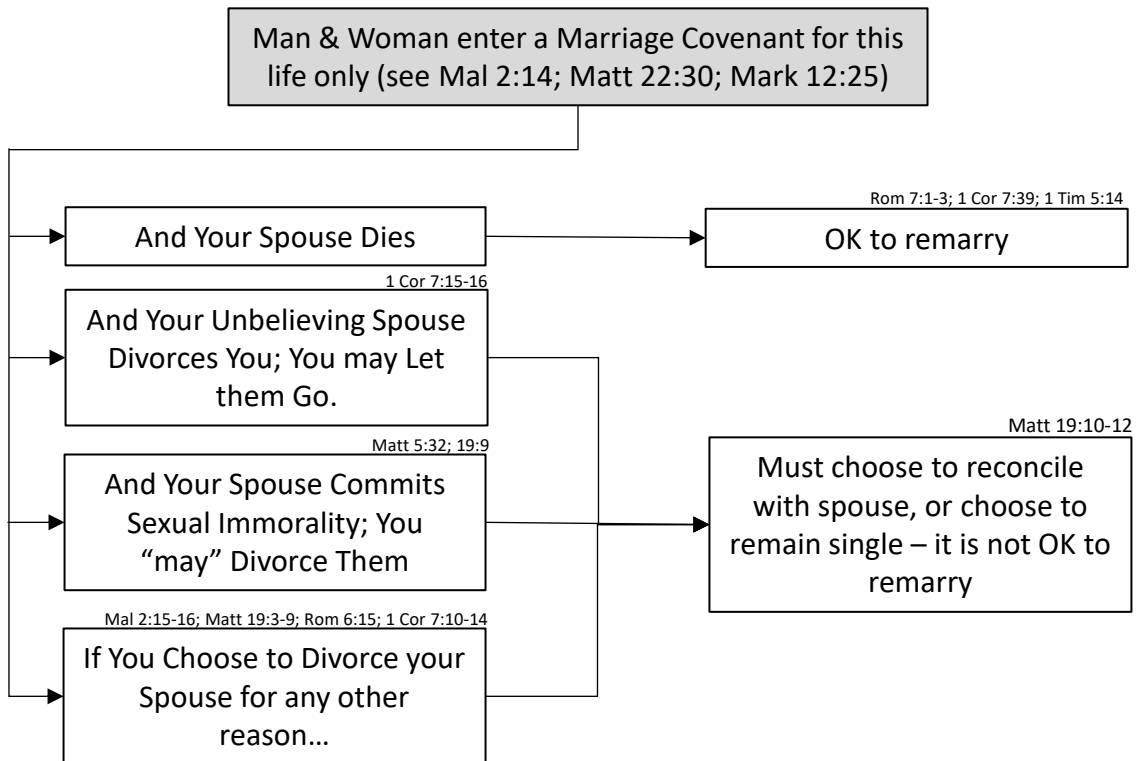 Man & Woman enter a Marriage Covenant for this
life only (see Mal 2:14; Matt 22:30; Mark 12:25)
And Your Spouse Dies
Rom 7:1-3; 1 Cor 7:39; 1 Tim 5:14
OK to remarry
1 Cor 7:15-16
And Your Unbelieving Spouse
Divorces You; You may Let
them Go.
Matt 5:32; 19:9
And Your Spouse Commits
Sexual Immorality; You
“may” Divorce Them
Mal 2:15-16; Matt 19:3-9; Rom 6:15; 1 Cor 7:10-14
If You Choose to Divorce your
Spouse for any other
reason…
Matt 19:10-12
Must choose to reconcile
with spouse, or choose to
remain single – it is not OK to
remarry